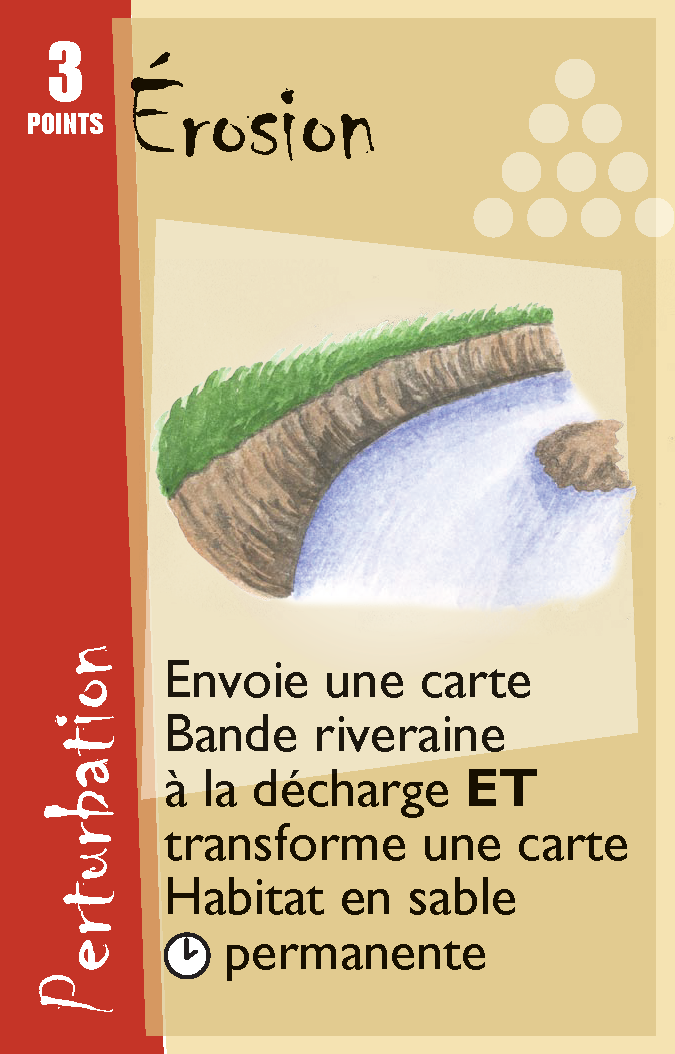 3
POINTS
Érosion
Envoie une carte
Bande riveraine
à la décharge ET
transforme une carte
Habitat en sable
permanente
Perturbation